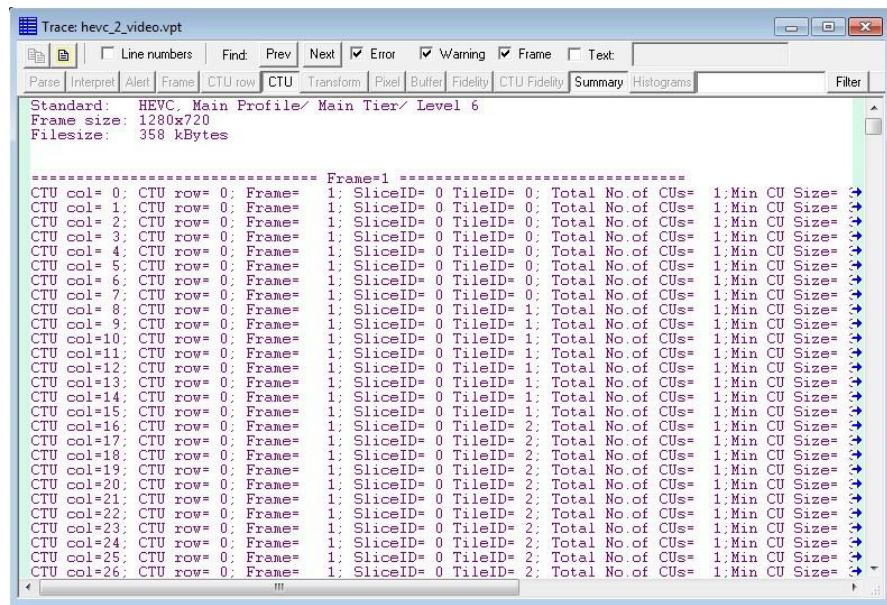 Trace: hevc_2_video.vpt
Line numbers Find: Prev Next Error Warning Frame Text:
Parse Interpret Alert Frame CTU row CTU Transform Pixel Buffer Fidelity CTU Fidelity Summary Histograms Filter
Standard: HEVC, Main Profile/ Main Tier/ Level 6
Frame size: 1280x720
Filesize: 358 kBytes
================================ Frame=1 ================================
CTU col= 0; CTU row= 0; Frame= 1; SliceID= 0 TileID= 0; Total No.of CUs= 1;Min CU Size=
CTU col= 1; CTU row= 0; Frame= 1; SliceID= 0 TileID= 0; Total No.of CUs= 1;Min CU Size=
CTU col= 2; CTU row= 0; Frame= 1; SliceID= 0 TileID= 0; Total No.of CUs= 1;Min CU Size=
CTU col= 3; CTU row= 0; Frame= 1; SliceID= 0 TileID= 0; Total No.of CUs= 1;Min CU Size=
CTU col= 4; CTU row= 0; Frame= 1; SliceID= 0 TileID= 0; Total No.of CUs= 1;Min CU Size=
CTU col= 5; CTU row= 0; Frame= 1; SliceID= 0 TileID= 0; Total No.of CUs= 1;Min CU Size=
CTU col= 6; CTU row= 0; Frame= 1; SliceID= 0 TileID= 0; Total No.of CUs= 1;Min CU Size=
CTU col= 7; CTU row= 0; Frame= 1; SliceID= 0 TileID= 0; Total No.of CUs= 1;Min CU Size=
CTU col= 8; CTU row= 0; Frame= 1; SliceID= 0 TileID= 1; Total No.of CUs= 1;Min CU Size=
CTU col= 9; CTU row= 0; Frame= 1; SliceID= 0 TileID= 1; Total No.of CUs= 1;Min CU Size=
CTU col=10; CTU row= 0; Frame= 1; SliceID= 0 TileID= 1; Total No.of CUs= 1;Min CU Size=
CTU col=11; CTU row= 0; Frame= 1; SliceID= 0 TileID= 1; Total No.of CUs= 1;Min CU Size=
CTU col=12; CTU row= 0; Frame= 1; SliceID= 0 TileID= 1; Total No.of CUs= 1;Min CU Size=
CTU col=13; CTU row= 0; Frame= 1; SliceID= 0 TileID= 1; Total No.of CUs= 1;Min CU Size=
CTU col=14; CTU row= 0; Frame= 1; SliceID= 0 TileID= 1; Total No.of CUs= 1;Min CU Size=
CTU col=15; CTU row= 0; Frame= 1; SliceID= 0 TileID= 1; Total No.of CUs= 1;Min CU Size=
CTU col=16; CTU row= 0; Frame= 1; SliceID= 0 TileID= 2; Total No.of CUs= 1;Min CU Size=
CTU col=17; CTU row= 0; Frame= 1; SliceID= 0 TileID= 2; Total No.of CUs= 1;Min CU Size=
CTU col=18; CTU row= 0; Frame= 1; SliceID= 0 TileID= 2; Total No.of CUs= 1;Min CU Size=
CTU col=19; CTU row= 0; Frame= 1; SliceID= 0 TileID= 2; Total No.of CUs= 1;Min CU Size=
CTU col=20; CTU row= 0; Frame= 1; SliceID= 0 TileID= 2; Total No.of CUs= 1;Min CU Size=
CTU col=21; CTU row= 0; Frame= 1; SliceID= 0 TileID= 2; Total No.of CUs= 1;Min CU Size=
CTU col=22; CTU row= 0; Frame= 1; SliceID= 0 TileID= 2; Total No.of CUs= 1;Min CU Size=
CTU col=23; CTU row= 0; Frame= 1; SliceID= 0 TileID= 2; Total No.of CUs= 1;Min CU Size=
CTU col=24; CTU row= 0; Frame= 1; SliceID= 0 TileID= 2; Total No.of CUs= 1;Min CU Size=
CTU col=25; CTU row= 0; Frame= 1; SliceID= 0 TileID= 2; Total No.of CUs= 1;Min CU Size=
CTU col=26; CTU row= 0; Frame= 1; SliceID= 0 TileID= 2; Total No.of CUs= 1;Min CU Size=